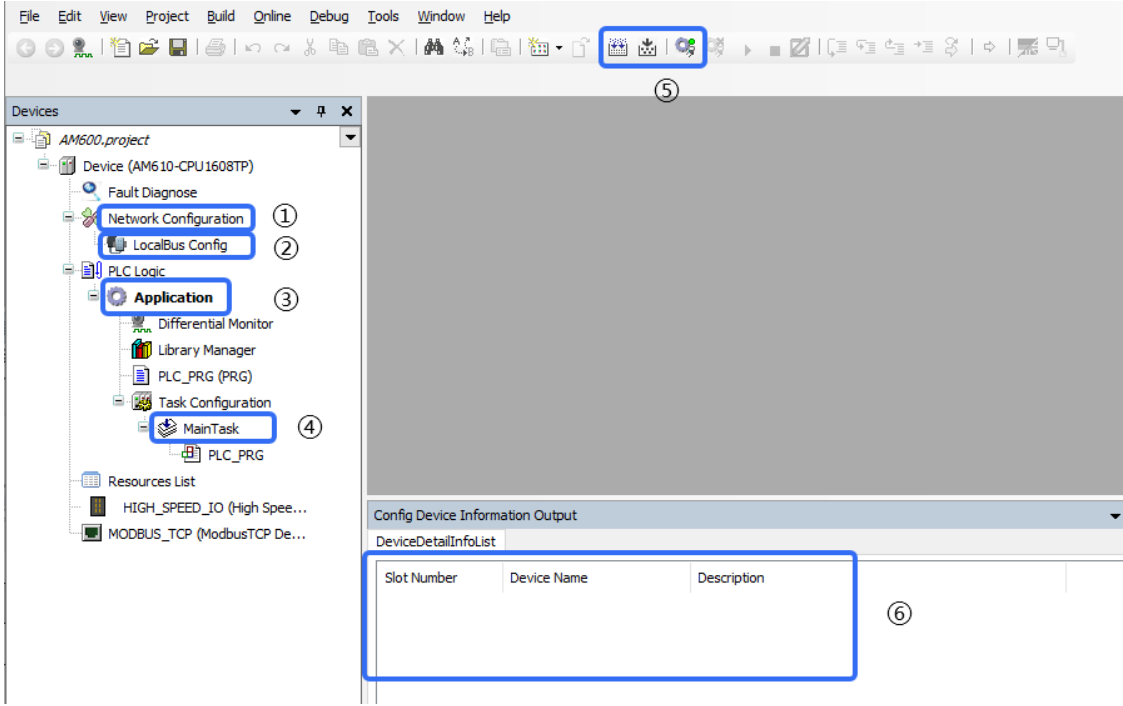 File Edit View Project Build Online Debug Tools Window Help
⑤
Devices
AM600.project
Device (AM610-CPU1608TP)
Fault Diagnose
Network Configuration ①
LocalBus Config ②
PLC Logic
Application ③
Differential Monitor
Library Manager
PLC_PRG (PRG)
Task Configuration
MainTask ④
PLC_PRG
Resources List
HIGH_SPEED_IO (High Spee...
MODBUS_TCP (ModbusTCP De...
Config Device Information Output
DeviceDetailInfoList
Slot Number Device Name Description
⑥